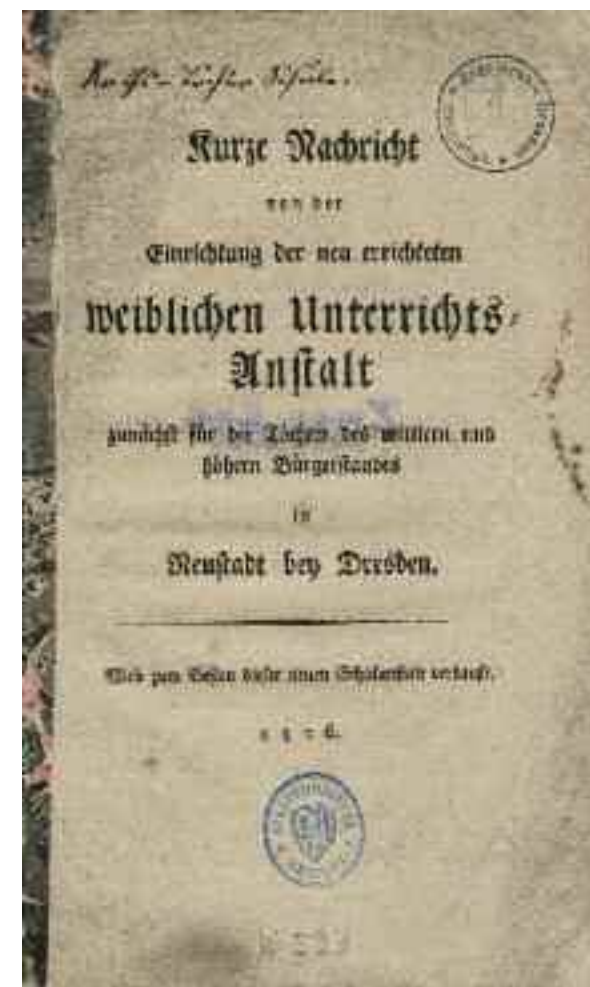 Kurze Nachricht
von der
Einrichtung der neu errichteten
weiblichen Unterrichts-
Anstalt
zunächst für die Töchter des mittlern und
höhern Bürgerstandes
in
Neustadt bey Dresden.
Wird zum Besten dieser neuen Schulanstalt verkauft.